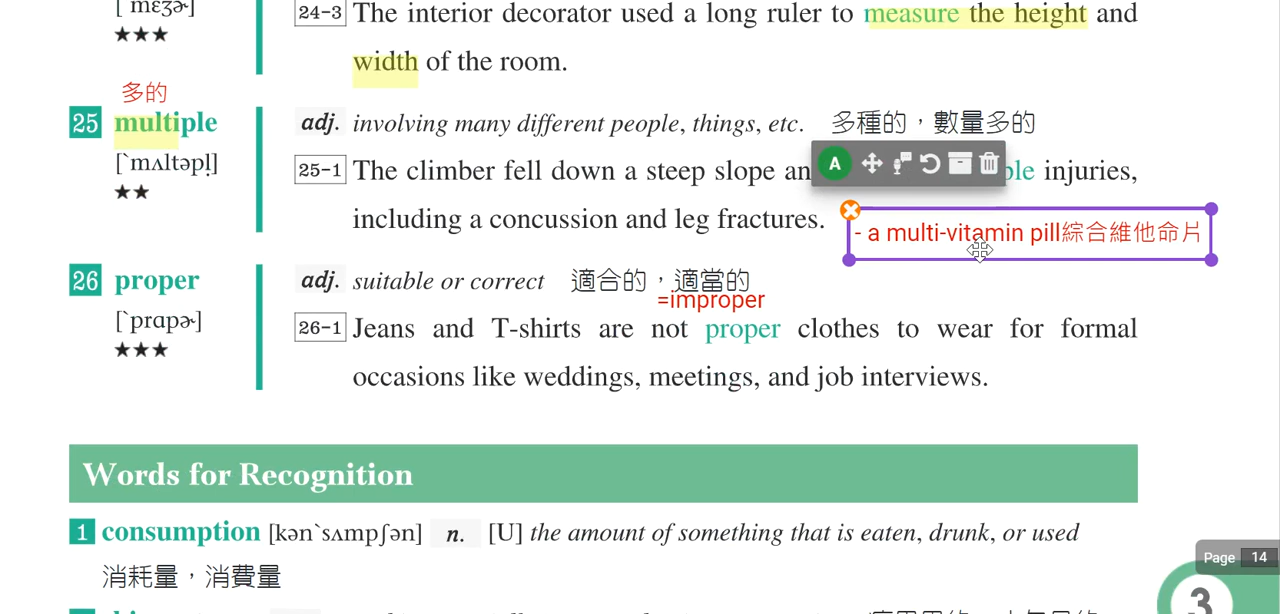 [ˋmɛʒɚ]
★★★
24-3 The interior decorator used a long ruler to measure the height and
width of the room.
多的
25 multiple adj. involving many different people, things, etc. 多種的，數量多的
[ˋmʌltəpl̩]
★★
25-1 The climber fell down a steep slope an ple injuries,
A
including a concussion and leg fractures.
- a multi-vitamin pill綜合維他命片
26 proper adj. suitable or correct 適合的，適當的
=improper
[ˋprɑpɚ]
★★★
26-1 Jeans and T-shirts are not proper clothes to wear for formal
occasions like weddings, meetings, and job interviews.
Words for Recognition
1 consumption [kənˋsʌmpʃən] n. [U] the amount of something that is eaten, drunk, or used
消耗量，消費量
Page 14
3